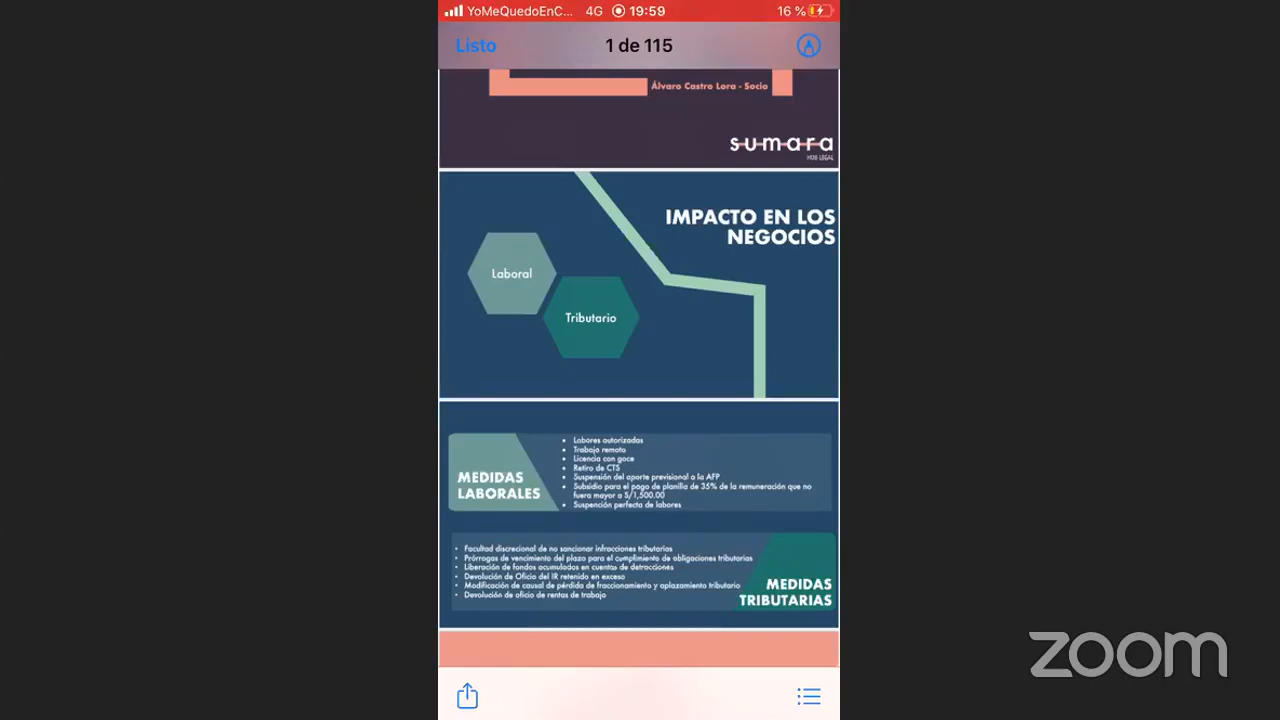 YoMeQuedoEnC... 4G 19:59 16 %
Listo 1 de 115
Álvaro Castro Lora - Socio
sumara
HUB LEGAL
IMPACTO EN LOS
NEGOCIOS
Laboral
Tributario
MEDIDAS
LABORALES
• Labores autorizadas
• Trabajo remoto
• Licencia con goce
• Retiro de CTS
• Suspensión del aporte previsional a la AFP
• Subsidio para el pago de planilla de 35% de la remuneración que no
fuera mayor a S/1,500.00
• Suspención perfecta de labores
• Facultad discrecional de no sancionar infracciones tributarias
• Prórrogas de vencimiento del plazo para el cumplimiento de obligaciones tributarias
• Liberación de fondos acumulados en cuentas de detracciones
• Devolución de Oficio del IR retenido en exceso
• Modificación de causal de pérdida de fraccionamiento y aplazamiento tributario
• Devolución de oficio de rentas de trabajo
MEDIDAS
TRIBUTARIAS
zoom